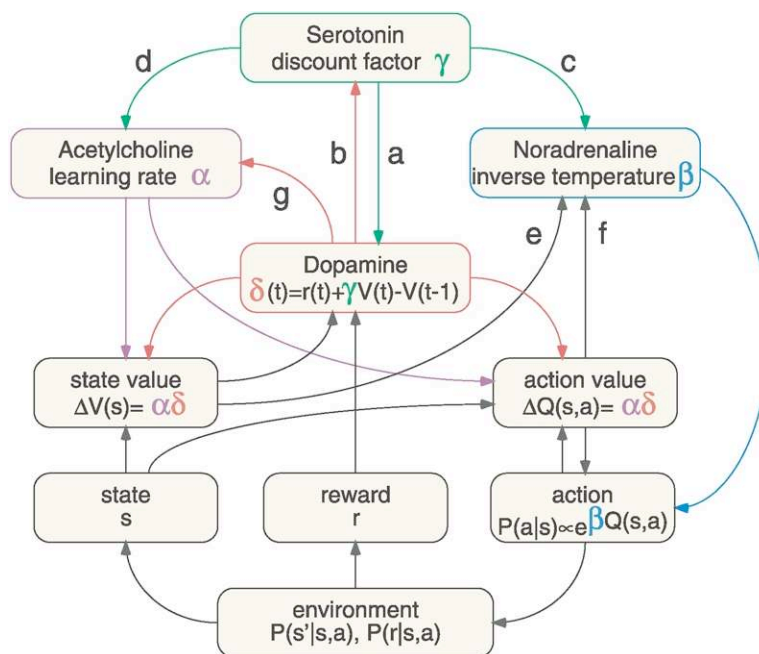 Serotonin
discount factor γ
d
c
Acetylcholine
learning rate α
b
a
Noradrenaline
inverse temperature β
g
e
f
Dopamine
δ(t)=r(t)+γV(t)-V(t-1)
state value
ΔV(s)= αδ
action value
ΔQ(s,a)= αδ
state
s
reward
r
action
P(a|s)∝e βQ(s,a)
environment
P(s'|s,a), P(r|s,a)